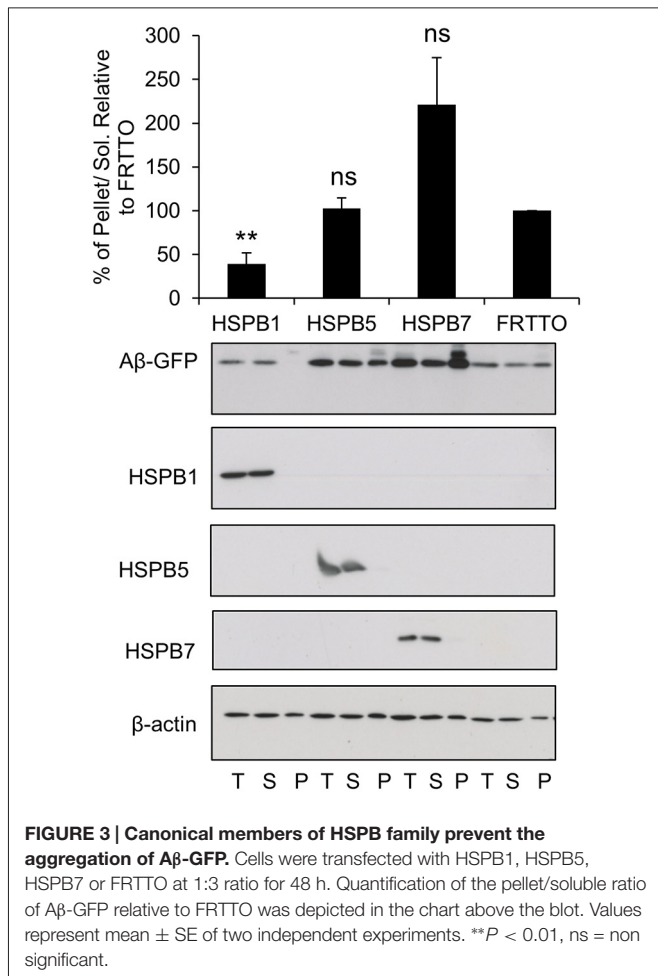 % of Pellet/ Sol. Relative
to FRTTO
300
250
200
150
100
50
0
**
ns
ns
HSPB1 HSPB5 HSPB7 FRTTO
Aβ-GFP
HSPB1
HSPB5
HSPB7
β-actin
T S P T S P T S P T S P
FIGURE 3 | Canonical members of HSPB family prevent the
aggregation of Aβ-GFP. Cells were transfected with HSPB1, HSPB5,
HSPB7 or FRTTO at 1:3 ratio for 48 h. Quantification of the pellet/soluble ratio
of Aβ-GFP relative to FRTTO was depicted in the chart above the blot. Values
represent mean ± SE of two independent experiments. **P < 0.01, ns = non
significant.